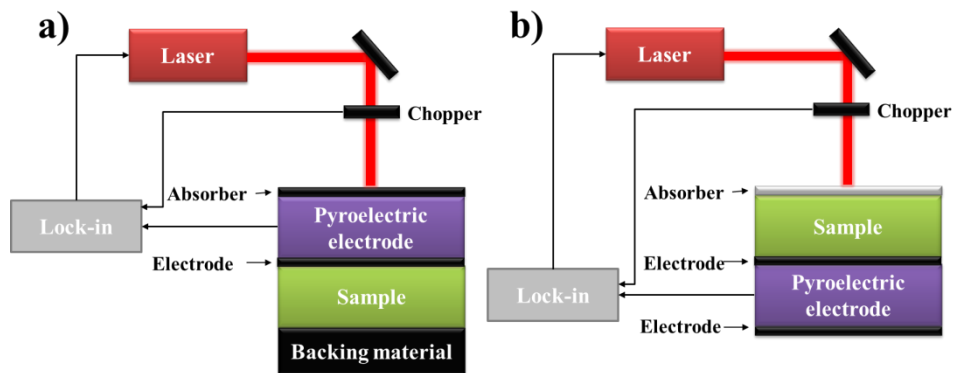 a)
Laser
Chopper
Absorber
Pyroelectric
electrode
Lock-in
Electrode
Sample
Backing material
b)
Laser
Chopper
Absorber
Sample
Electrode
Pyroelectric
electrode
Lock-in
Electrode